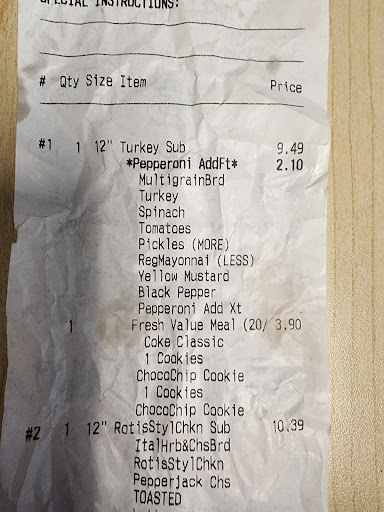 SPECIAL INSTRUCTIONS:
# Qty Size Item Price
#1 1 12" Turkey Sub 9.49
*Pepperoni AddFt* 2.10
MultigrainBrd
Turkey
Spinach
Tomatoes
Pickles (MORE)
RegMayonnai (LESS)
Yellow Mustard
Black Pepper
Pepperoni Add Xt
1 Fresh Value Meal (20/ 3.90
Coke Classic
1 Cookies
ChocoChip Cookie
1 Cookies
ChocoChip Cookie
#2 1 12" RotisStylChkn Sub 10.39
ItalHrb&ChsBrd
RotisStylChkn
Pepperjack Chs
TOASTED